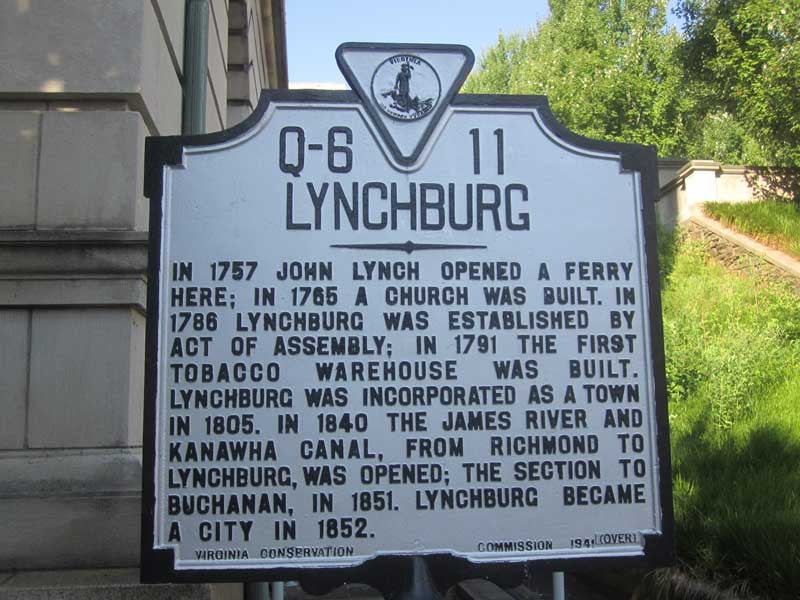 VIRGINIA
Q-6 11
LYNCHBURG
IN 1757 JOHN LYNCH OPENED A FERRY
HERE; IN 1765 A CHURCH WAS BUILT. IN
1786 LYNCHBURG WAS ESTABLISHED BY
ACT OF ASSEMBLY; IN 1791 THE FIRST
TOBACCO WAREHOUSE WAS BUILT.
LYNCHBURG WAS INCORPORATED AS A TOWN
IN 1805. IN 1840 THE JAMES RIVER AND
KANAWHA CANAL, FROM RICHMOND TO
LYNCHBURG, WAS OPENED; THE SECTION TO
BUCHANAN, IN 1851. LYNCHBURG BECAME
A CITY IN 1852.
VIRGINIA CONSERVATION COMMISSION 1941 (OVER)